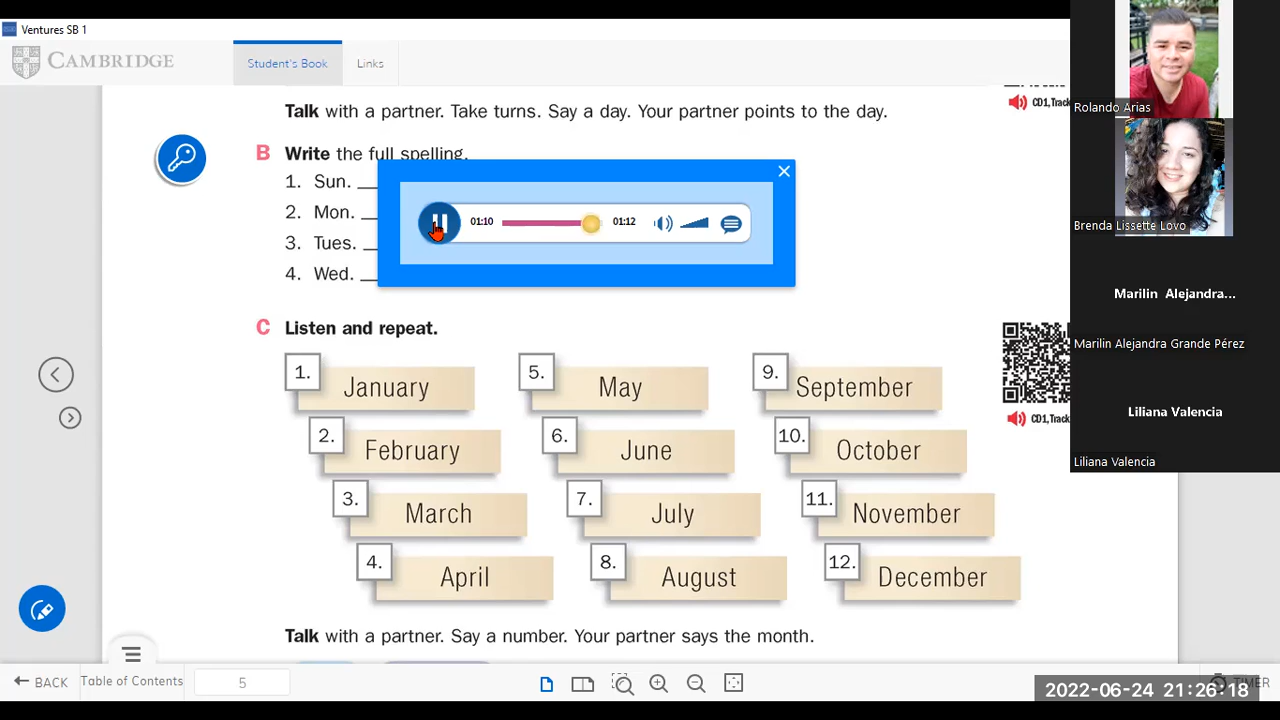 Ventures SB 1
CAMBRIDGE
Student's Book
Links
Talk with a partner. Take turns. Say a day. Your partner points to the day.
CD1, Track
B Write the full spelling.
1. Sun.
2. Mon.
3. Tues.
4. Wed.
01:10
01:12
C Listen and repeat.
1. January
5. May
9. September
2. February
6. June
10. October
3. March
7. July
11. November
4. April
8. August
12. December
CD1, Track
Talk with a partner. Say a number. Your partner says the month.
BACK
Table of Contents
5
TIMER
2022-06-24 21:26:18
Rolando Arias
Brenda Lissette Lovo
Marilin Alejandra...
Marilin Alejandra Grande Pérez
Liliana Valencia
Liliana Valencia